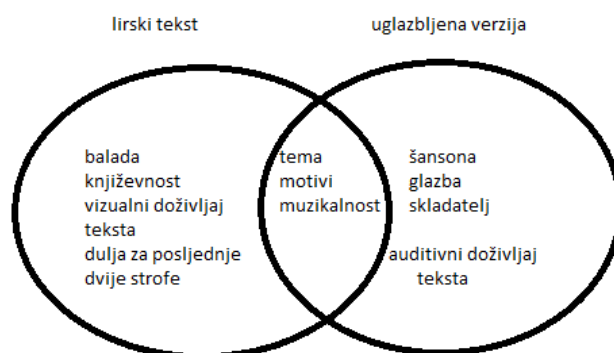 lirski tekst
uglazbljena verzija
balada
književnost
vizualni doživljaj
teksta
dulja za posljednje
dvije strofe
tema
motivi
muzikalnost
šansona
glazba
skladatelj
auditivni doživljaj
teksta